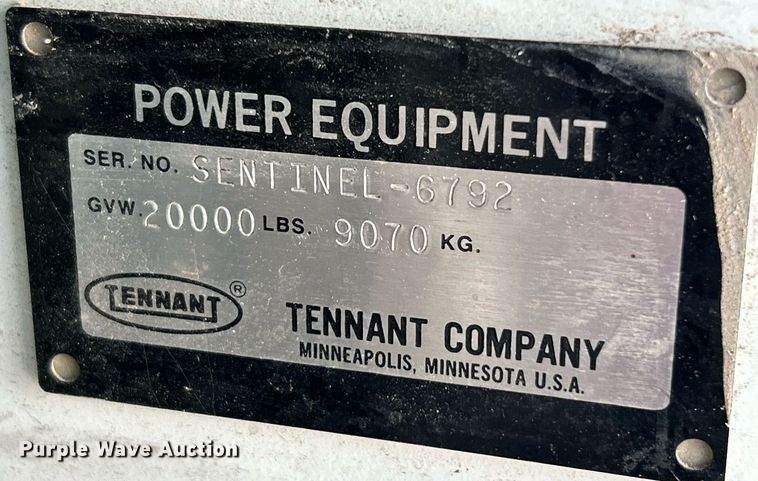 POWER EQUIPMENT
SER. NO. SENTINEL-6792
GVW. 20000 LBS. 9070 KG.
TENNANT ®
TENNANT COMPANY
MINNEAPOLIS, MINNESOTA U.S.A.
Purple Wave Auction